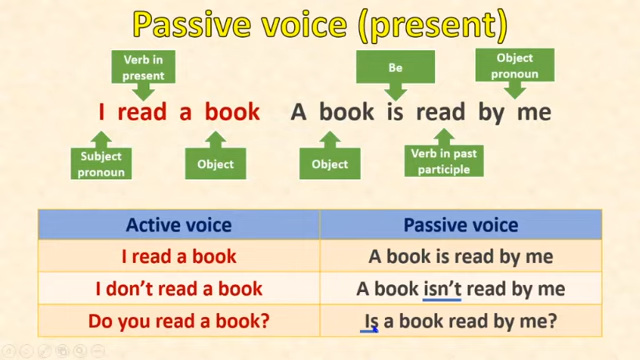 Passive voice (present)
Verb in present
Be
Object pronoun
I read a book
A book is read by me
Subject pronoun
Object
Object
Verb in past participle
Active voice
Passive voice
I read a book
A book is read by me
I don't read a book
A book isn't read by me
Do you read a book?
Is a book read by me?